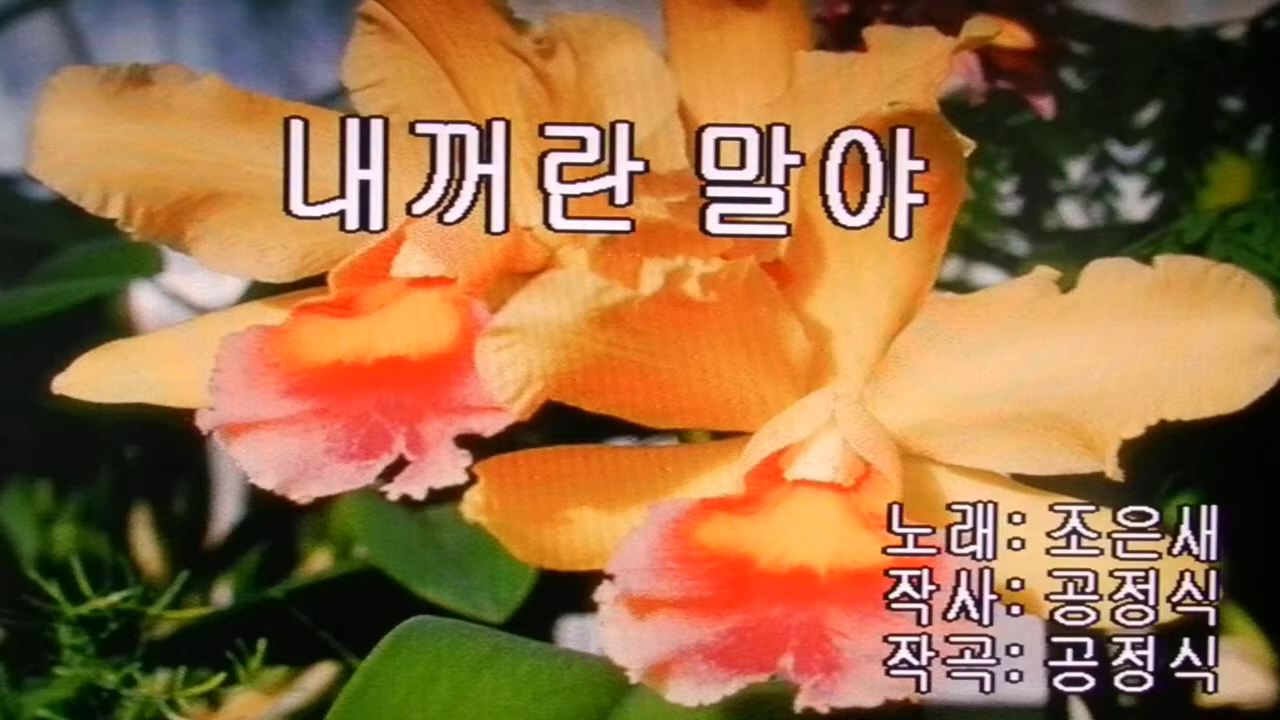 내꺼란 말야
노래: 조은새
작사: 공정식
작곡: 공정식